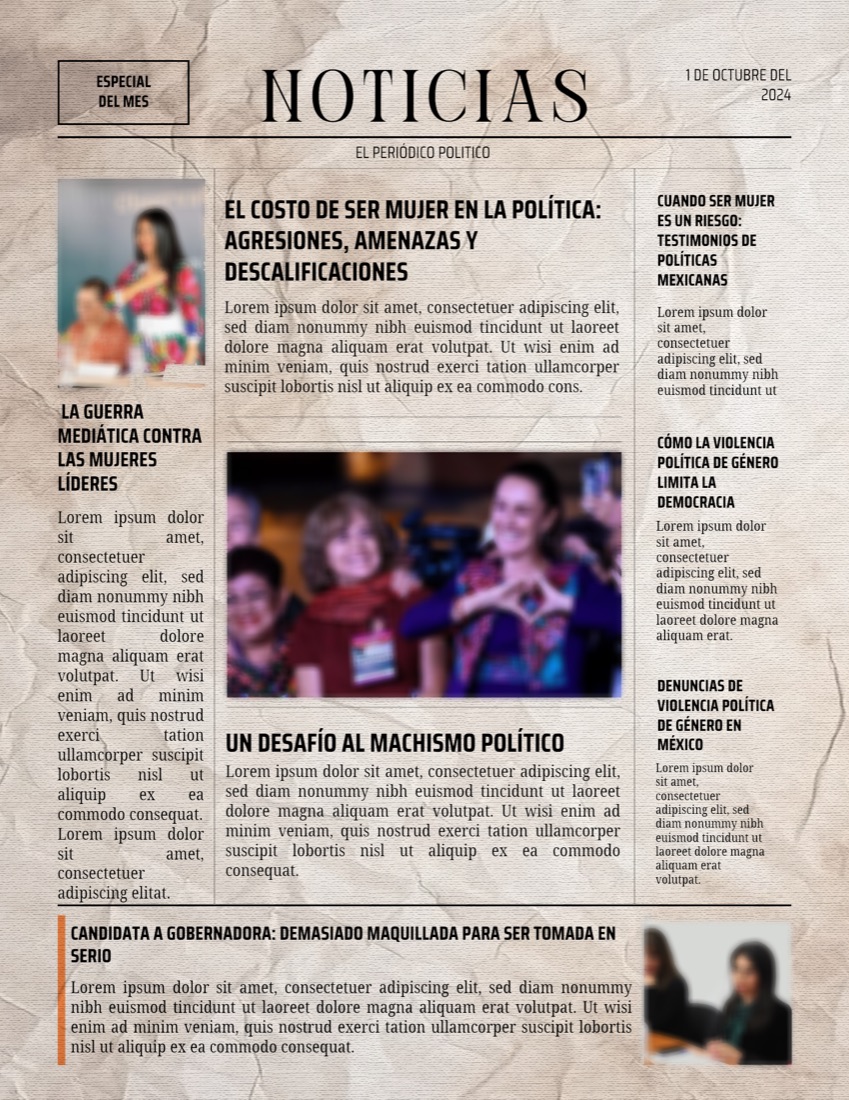 ESPECIAL
DEL MES
NOTICIAS
1 DE OCTUBRE DEL
2024
EL PERIÓDICO POLITICO
LA GUERRA
MEDIÁTICA CONTRA
LAS MUJERES
LÍDERES
Lorem ipsum dolor
sit amet,
consectetuer
adipiscing elit, sed
diam nonummy nibh
euismod tincidunt ut
laoreet dolore
magna aliquam erat
volutpat. Ut wisi
enim ad minim
veniam, quis nostrud
exerci tation
ullamcorper suscipit
lobortis nisl ut
aliquip ex ea
commodo consequat.
Lorem ipsum dolor
sit amet,
consectetuer
adipiscing elitat.
EL COSTO DE SER MUJER EN LA POLÍTICA:
AGRESIONES, AMENAZAS Y
DESCALIFICACIONES
Lorem ipsum dolor sit amet, consectetuer adipiscing elit,
sed diam nonummy nibh euismod tincidunt ut laoreet
dolore magna aliquam erat volutpat. Ut wisi enim ad
minim veniam, quis nostrud exerci tation ullamcorper
suscipit lobortis nisl ut aliquip ex ea commodo cons.
UN DESAFÍO AL MACHISMO POLÍTICO
Lorem ipsum dolor sit amet, consectetuer adipiscing elit,
sed diam nonummy nibh euismod tincidunt ut laoreet
dolore magna aliquam erat volutpat. Ut wisi enim ad
minim veniam, quis nostrud exerci tation ullamcorper
suscipit lobortis nisl ut aliquip ex ea commodo
consequat.
CUANDO SER MUJER
ES UN RIESGO:
TESTIMONIOS DE
POLÍTICAS
MEXICANAS
Lorem ipsum dolor
sit amet,
consectetuer
adipiscing elit, sed
diam nonummy nibh
euismod tincidunt ut
CÓMO LA VIOLENCIA
POLÍTICA DE GÉNERO
LIMITA LA
DEMOCRACIA
Lorem ipsum dolor
sit amet,
consectetuer
adipiscing elit, sed
diam nonummy nibh
euismod tincidunt ut
laoreet dolore magna
aliquam erat.
DENUNCIAS DE
VIOLENCIA POLÍTICA
DE GÉNERO EN
MÉXICO
Lorem ipsum dolor
sit amet,
consectetuer
adipiscing elit, sed
diam nonummy nibh
euismod tincidunt ut
laoreet dolore magna
aliquam erat
volutpat.
CANDIDATA A GOBERNADORA: DEMASIADO MAQUILLADA PARA SER TOMADA EN
SERIO
Lorem ipsum dolor sit amet, consectetuer adipiscing elit, sed diam nonummy
nibh euismod tincidunt ut laoreet dolore magna aliquam erat volutpat. Ut wisi
enim ad minim veniam, quis nostrud exerci tation ullamcorper suscipit lobortis
nisl ut aliquip ex ea commodo consequat.